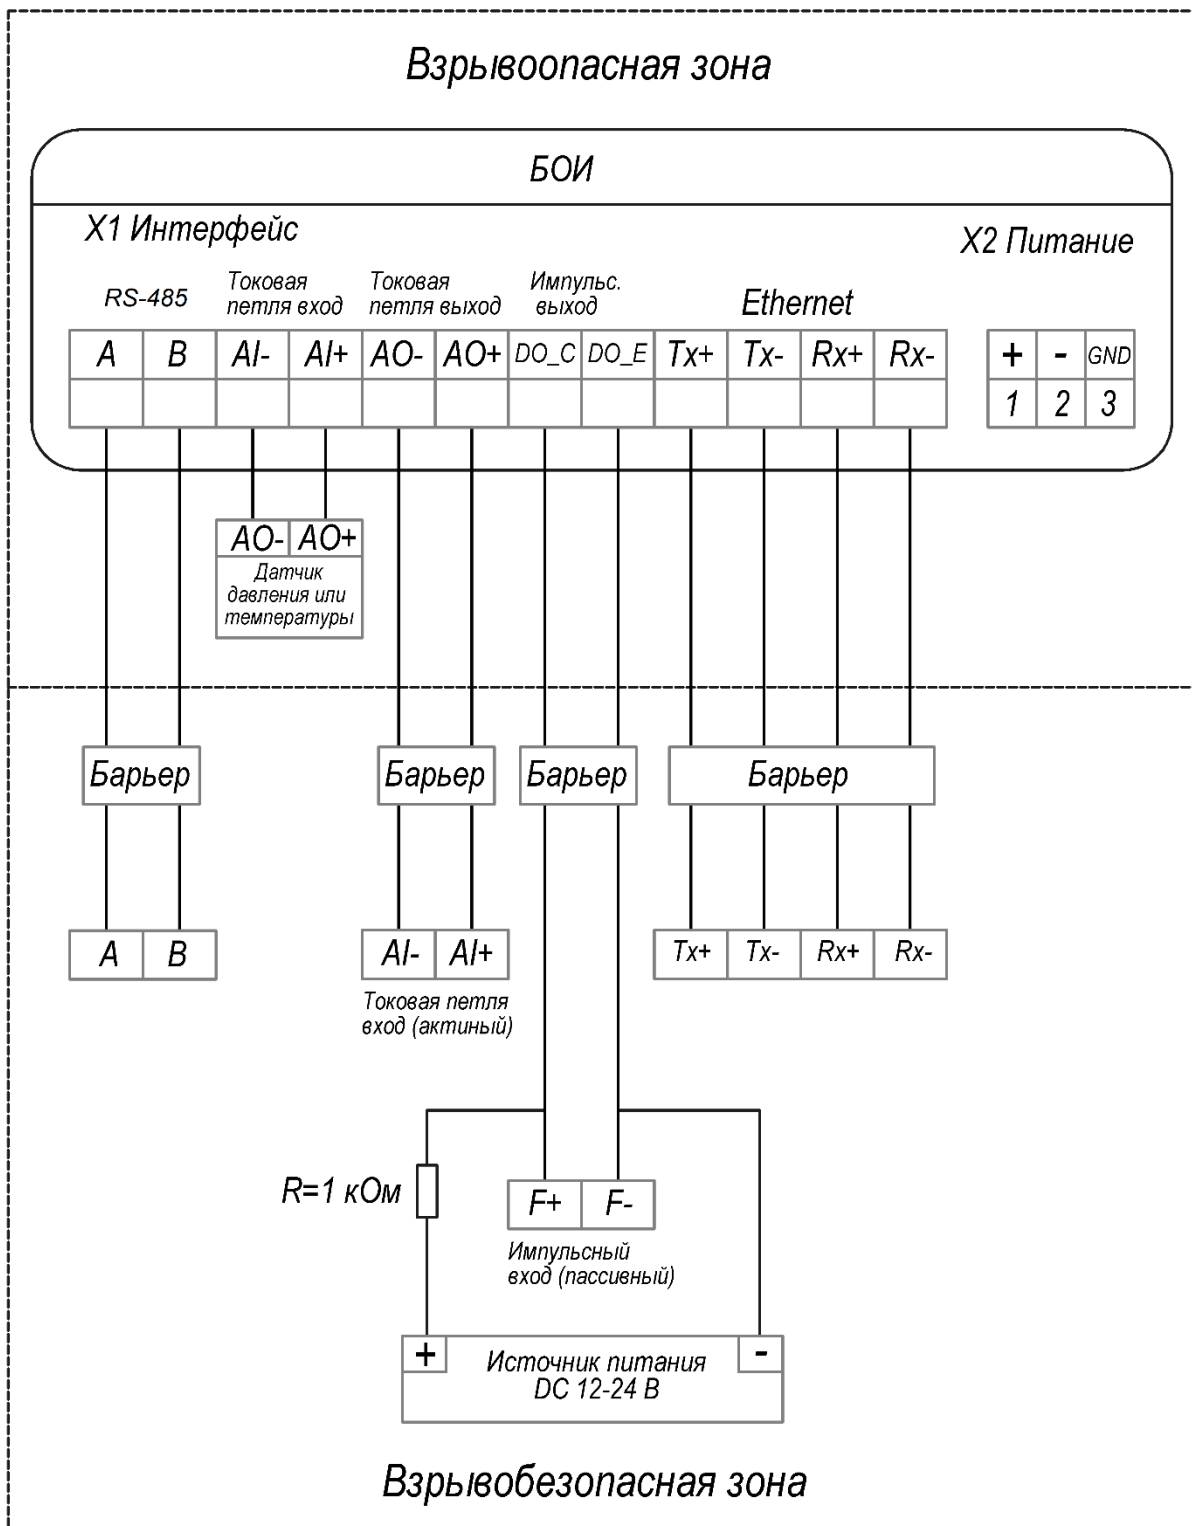 Взрывоопасная зона
БОИ
X1 Интерфейс
X2 Питание
RS-485
Токовая
петля вход
Токовая
петля выход
Импульс.
выход
Ethernet
A B AI- AI+ AO- AO+ DO_C DO_E Tx+ Tx- Rx+ Rx-
+ - GND
1 2 3
AO- AO+
Датчик
давления или
температуры
Барьер Барьер Барьер Барьер
A B
AI- AI+
Tx+ Tx- Rx+ Rx-
Токовая петля
вход (актиный)
R=1 кОм
F+ F-
Импульсный
вход (пассивный)
+ -
Источник питания
DC 12-24 В
Взрывобезопасная зона